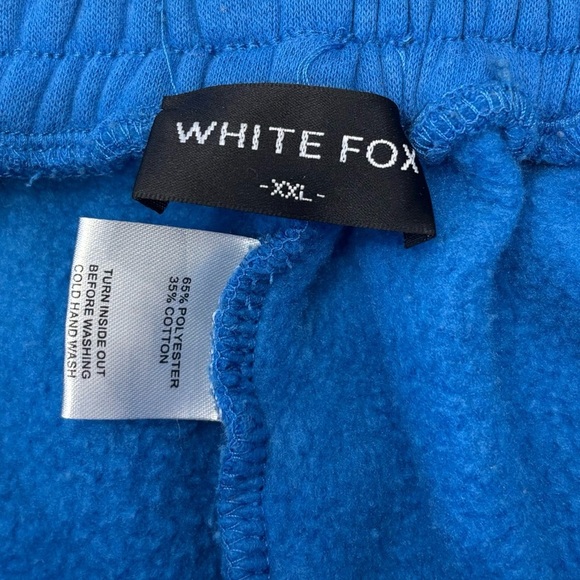 WHITE FOX
-XXL-
65% POLYESTER
35% COTTON
TURN INSIDE OUT
BEFORE WASHING
COLD HAND WASH